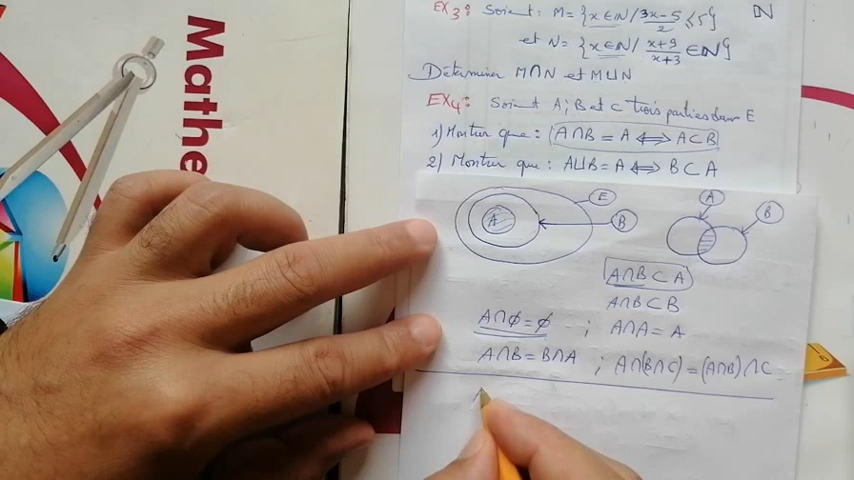 Mathe
EX3: Soient: M = {x∈ℕ / 3x-5/2 ≤ 5}
ℕ
et N = {x∈ℕ / x+9/x+3 ∈ ℕ}
Déterminer M∩N et M∪N
EX4: Soient A; B et C trois parties dans E
1) Montrer que: A∩B = A ⟺ A⊂B
2) Montrer que: A∪B = A ⟺ B⊂A
A E B A B
A∩B⊂A
A∩B⊂B
A∩ϕ=ϕ ; A∩A=A
A∩B=B∩A ; A∩(B∩C)=(A∩B)∩C